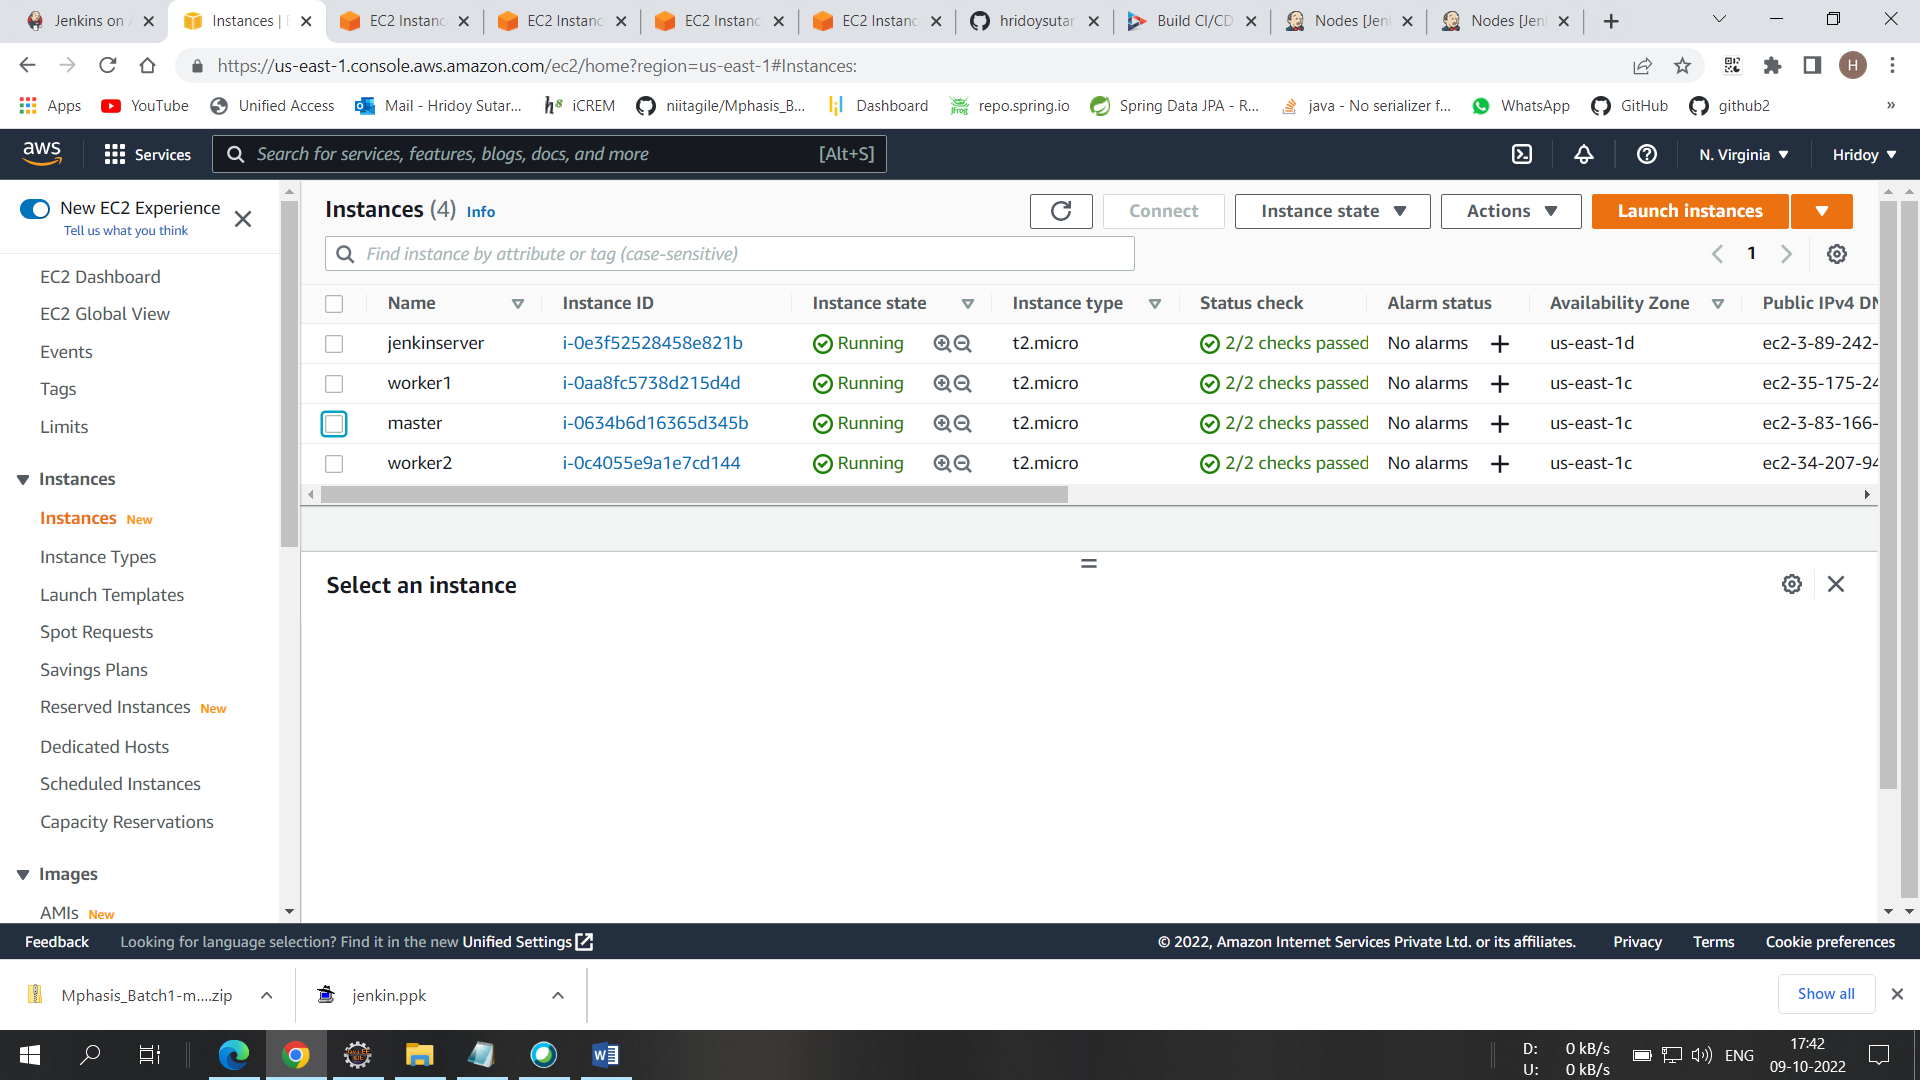 Jenkins on A
Instances | E
EC2 Instanc
EC2 Instanc
EC2 Instanc
EC2 Instanc
hridoysutar
Build CI/CD
Nodes [Jenk
Nodes [Jenk
https://us-east-1.console.aws.amazon.com/ec2/home?region=us-east-1#Instances:
H
Apps
YouTube
Unified Access
Mail - Hridoy Sutar...
iCREM
niitagile/Mphasis_B...
Dashboard
repo.spring.io
Spring Data JPA - R...
java - No serializer f...
WhatsApp
GitHub
github2
»
aws
Services
Search for services, features, blogs, docs, and more
[Alt+S]
N. Virginia
Hridoy
New EC2 Experience
Tell us what you think
EC2 Dashboard
EC2 Global View
Events
Tags
Limits
Instances
Instances New
Instance Types
Launch Templates
Spot Requests
Savings Plans
Reserved Instances New
Dedicated Hosts
Scheduled Instances
Capacity Reservations
Images
AMIs New
Instances (4) Info
Connect
Instance state
Actions
Launch instances
Find instance by attribute or tag (case-sensitive)
1
Name Instance ID Instance state Instance type Status check Alarm status Availability Zone Public IPv4 DN
jenkinserver i-0e3f52528458e821b Running t2.micro 2/2 checks passed No alarms + us-east-1d ec2-3-89-242-
worker1 i-0aa8fc5738d215d4d Running t2.micro 2/2 checks passed No alarms + us-east-1c ec2-35-175-24
master i-0634b6d16365d345b Running t2.micro 2/2 checks passed No alarms + us-east-1c ec2-3-83-166-
worker2 i-0c4055e9a1e7cd144 Running t2.micro 2/2 checks passed No alarms + us-east-1c ec2-34-207-94
Select an instance
Feedback
Looking for language selection? Find it in the new Unified Settings
© 2022, Amazon Internet Services Private Ltd. or its affiliates.
Privacy
Terms
Cookie preferences
Mphasis_Batch1-m....zip
jenkin.ppk
Show all
D: 0 kB/s
U: 0 kB/s
ENG
17:42
09-10-2022